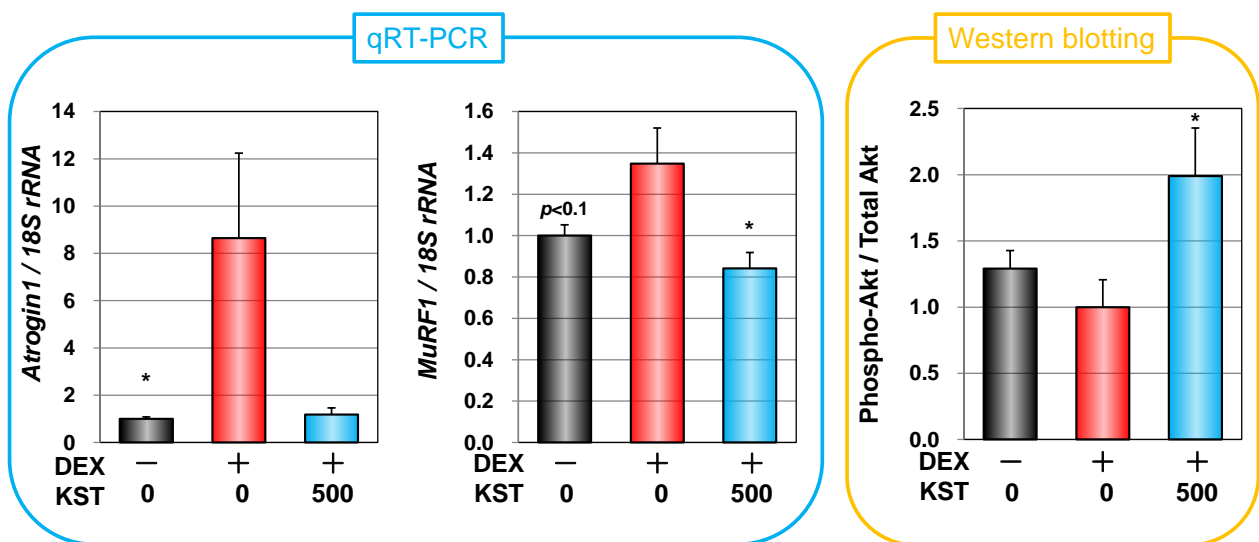 qRT-PCR
Atrogin1 / 18S rRNA
14
12
10
8
6
4
2
0
*
DEX － ＋ ＋
KST 0 0 500
MuRF1 / 18S rRNA
1.6
1.4
1.2
1.0
0.8
0.6
0.4
0.2
0.0
p<0.1
*
DEX － ＋ ＋
KST 0 0 500
Western blotting
Phospho-Akt / Total Akt
2.5
2.0
1.5
1.0
0.5
0.0
*
DEX － ＋ ＋
KST 0 0 500